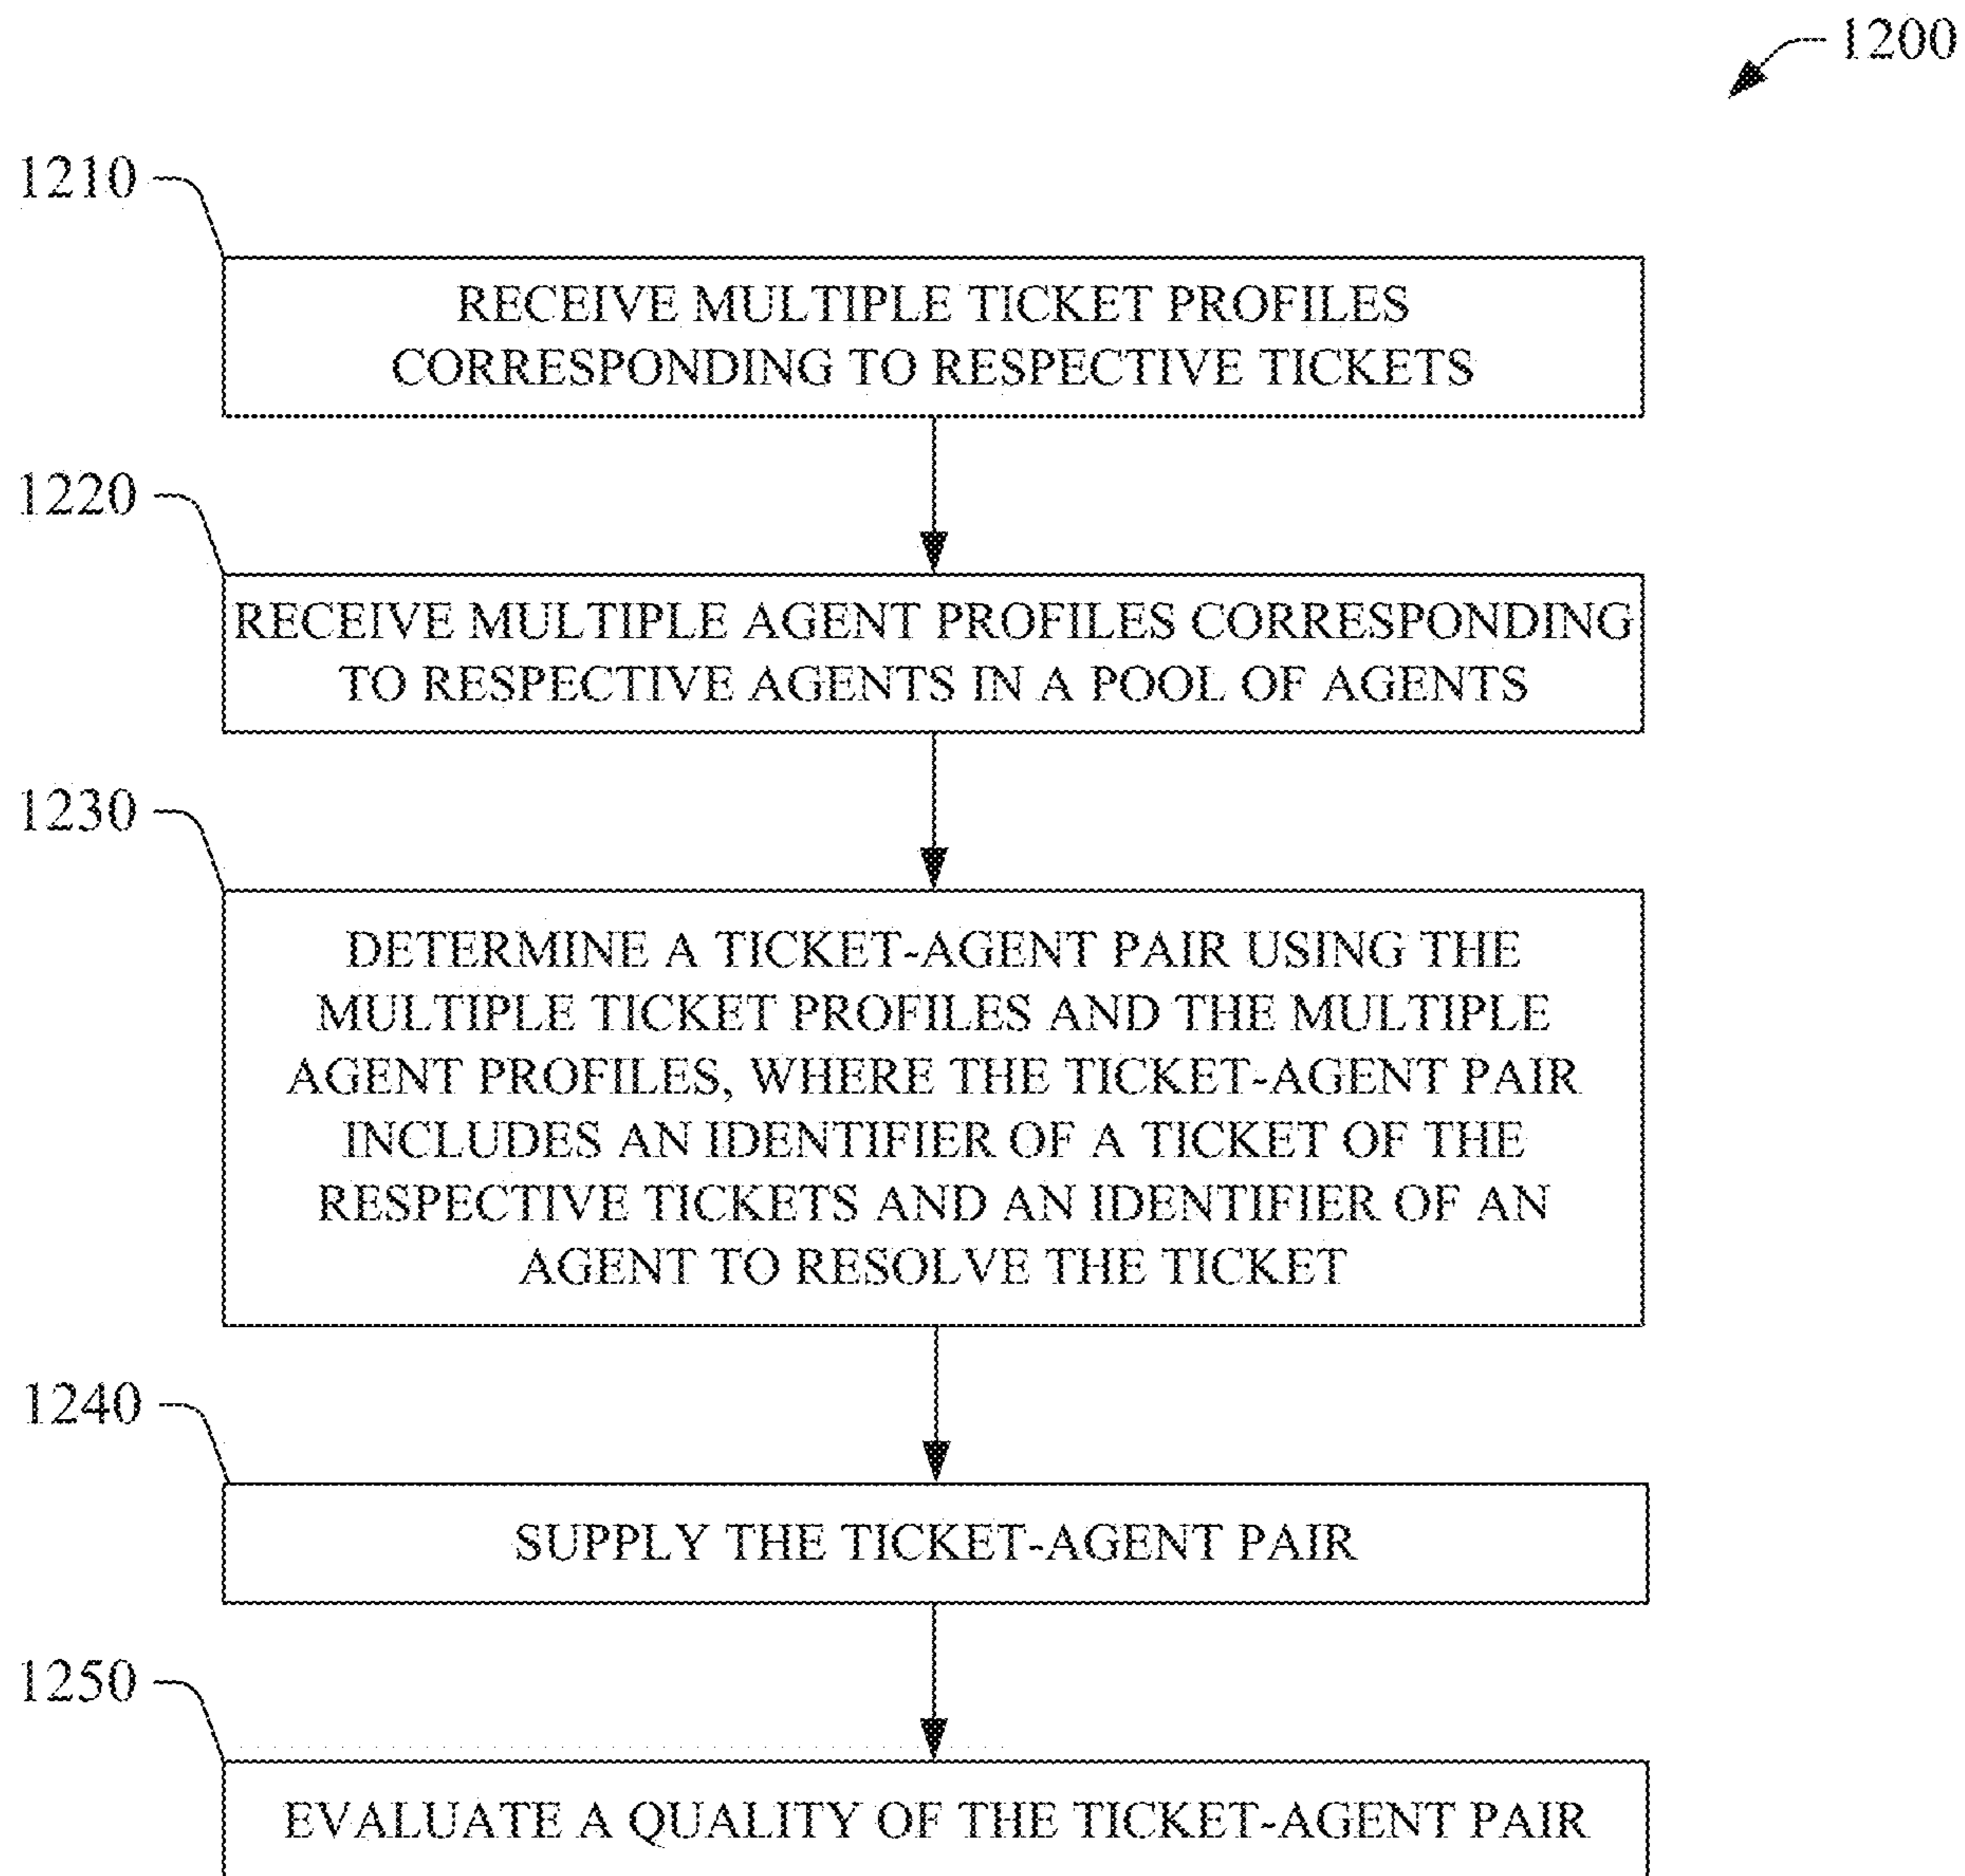 1200
1210
RECEIVE MULTIPLE TICKET PROFILES
CORRESPONDING TO RESPECTIVE TICKETS
1220
RECEIVE MULTIPLE AGENT PROFILES CORRESPONDING
TO RESPECTIVE AGENTS IN A POOL OF AGENTS
1230
DETERMINE A TICKET-AGENT PAIR USING THE
MULTIPLE TICKET PROFILES AND THE MULTIPLE
AGENT PROFILES, WHERE THE TICKET-AGENT PAIR
INCLUDES AN IDENTIFIER OF A TICKET OF THE
RESPECTIVE TICKETS AND AN IDENTIFIER OF AN
AGENT TO RESOLVE THE TICKET
1240
SUPPLY THE TICKET-AGENT PAIR
1250
EVALUATE A QUALITY OF THE TICKET-AGENT PAIR